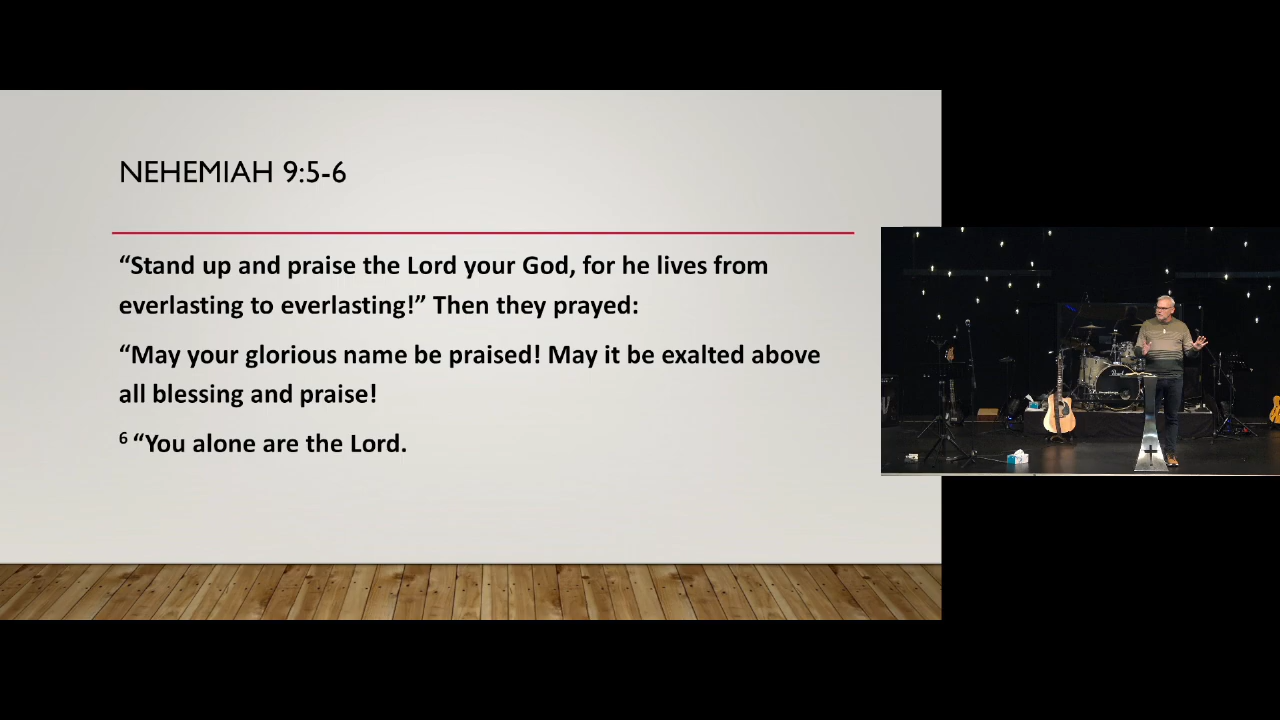 NEHEMIAH 9:5-6
“Stand up and praise the Lord your God, for he lives from
everlasting to everlasting!” Then they prayed:
“May your glorious name be praised! May it be exalted above
all blessing and praise!
6 “You alone are the Lord.